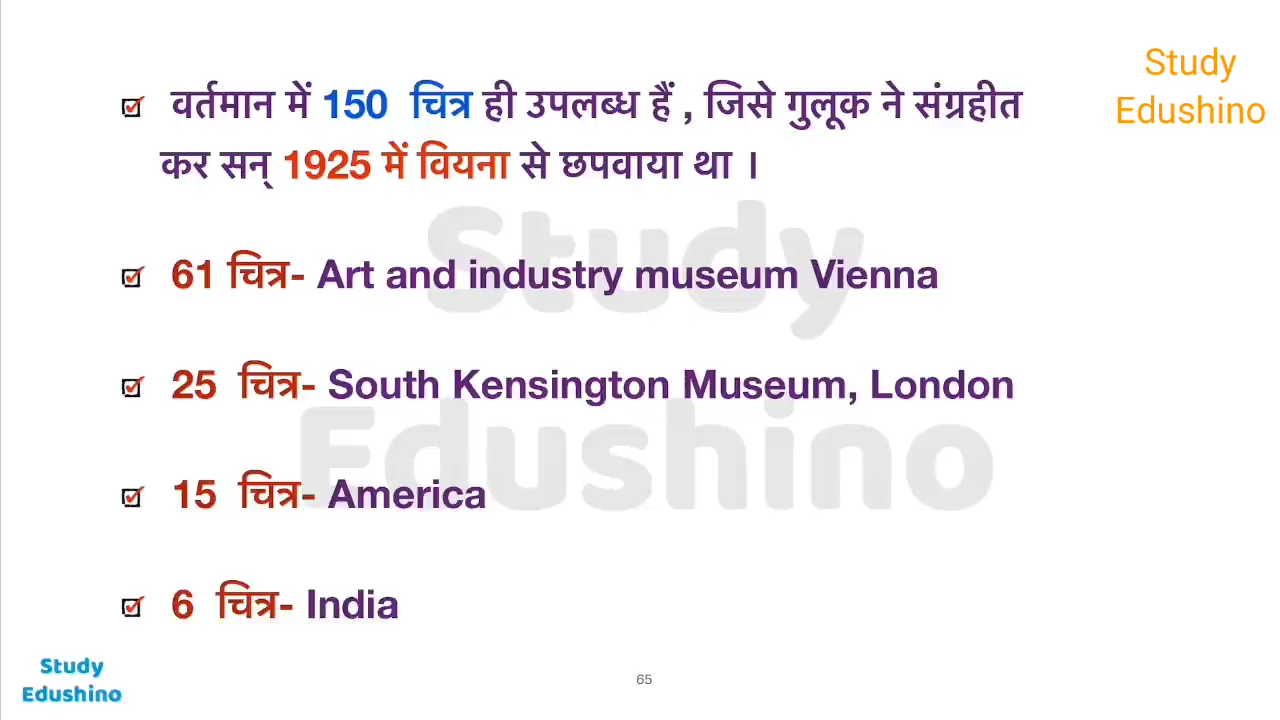 Study
Edushino
वर्तमान में 150 चित्र ही उपलब्ध हैं , जिसे गुलूक ने संग्रहीत
कर सन् 1925 में वियना से छपवाया था ।
61 चित्र- Art and industry museum Vienna
25 चित्र- South Kensington Museum, London
15 चित्र- America
6 चित्र- India
Study
Edushino
Study
Edushino
65